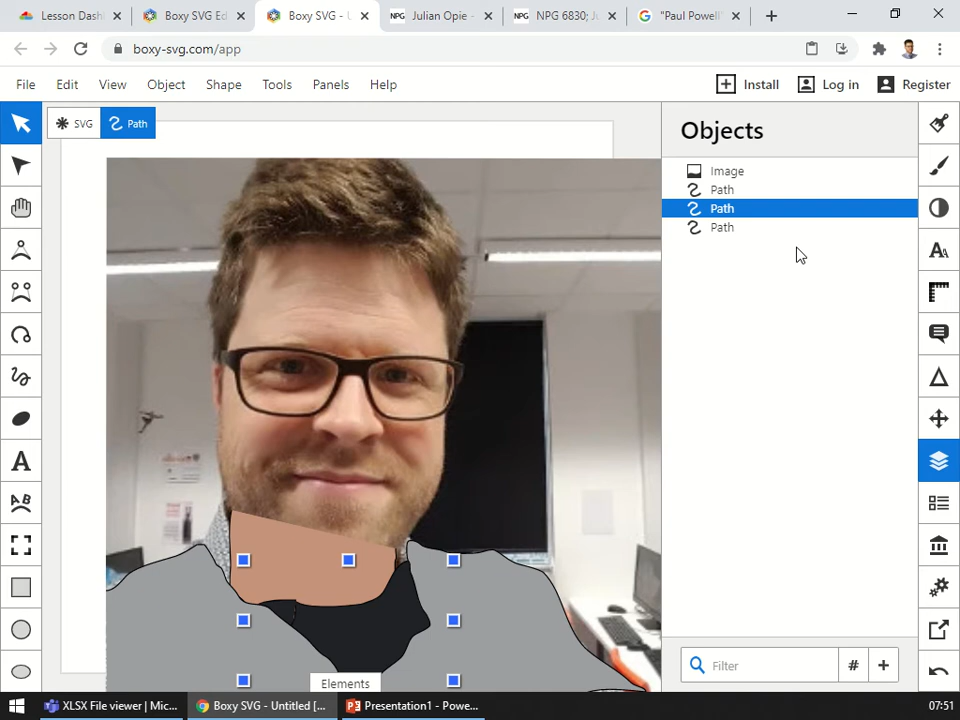 Lesson Dash
Boxy SVG Ed
Boxy SVG - U
Julian Opie -
NPG 6830; Ju
"Paul Powell"
boxy-svg.com/app
File Edit View Object Shape Tools Panels Help
Install Log in Register
SVG Path
Objects
Image
Path
Path
Path
Elements
Filter
#
XLSX File viewer | Mic...
Boxy SVG - Untitled [...
Presentation1 - Powe...
07:51